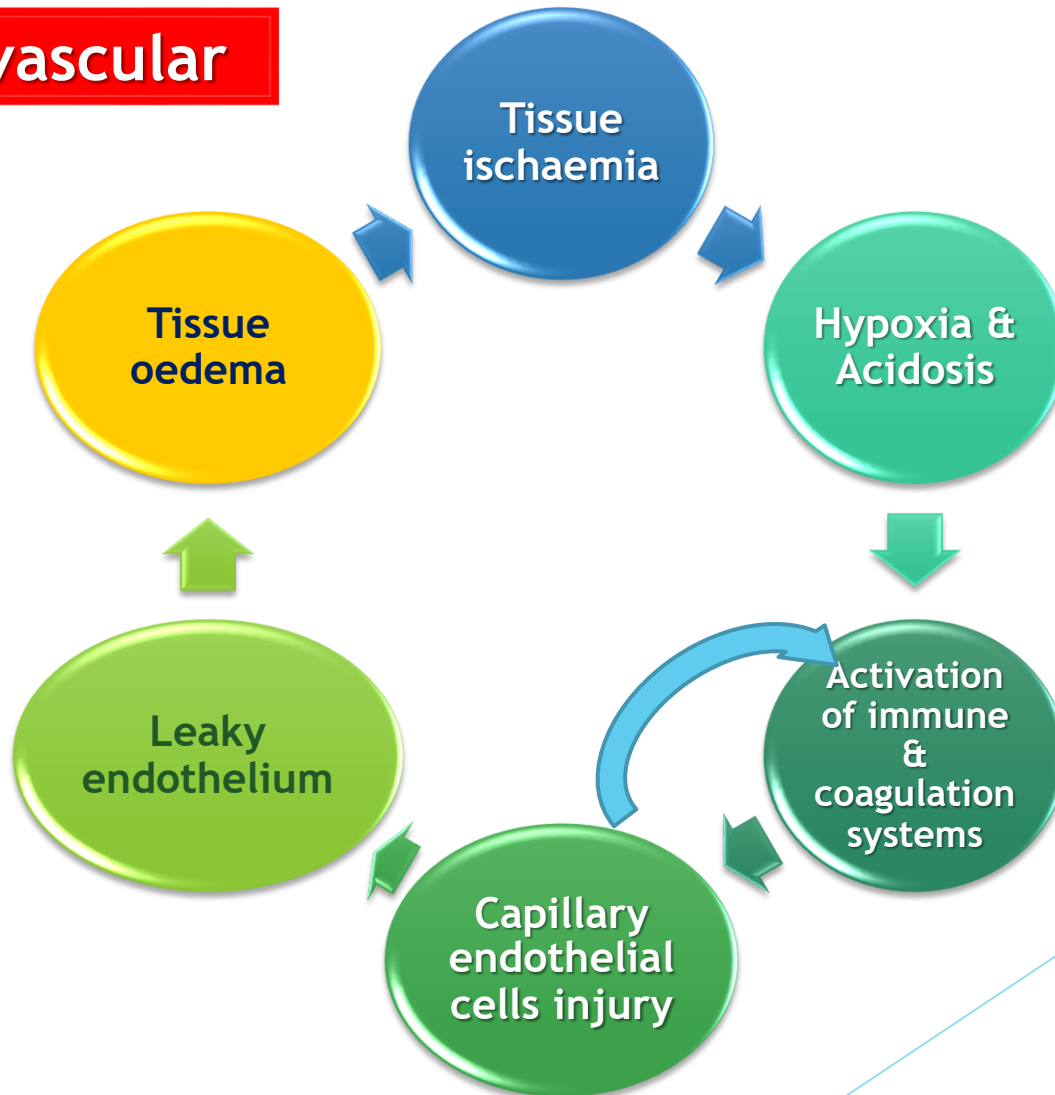 vascular
Tissue
ischaemia
Hypoxia &
Acidosis
Activation
of immune
&
coagulation
systems
Capillary
endothelial
cells injury
Leaky
endothelium
Tissue
oedema